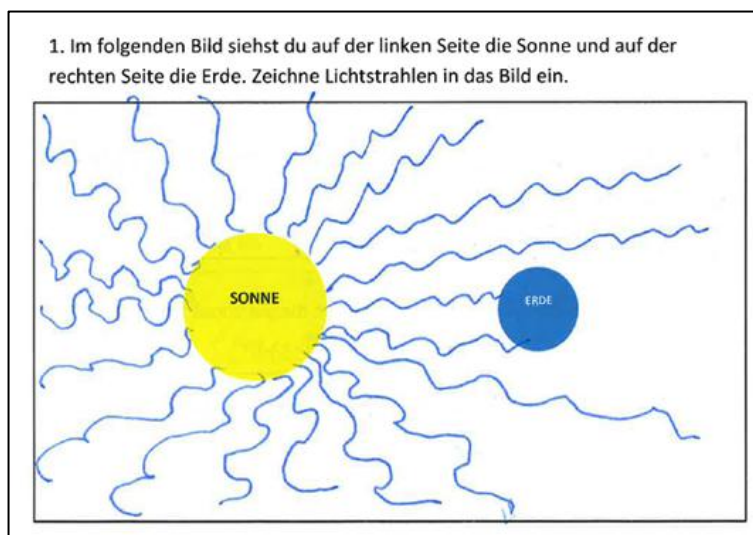 1. Im folgenden Bild siehst du auf der linken Seite die Sonne und auf der
rechten Seite die Erde. Zeichne Lichtstrahlen in das Bild ein.
SONNE
ERDE